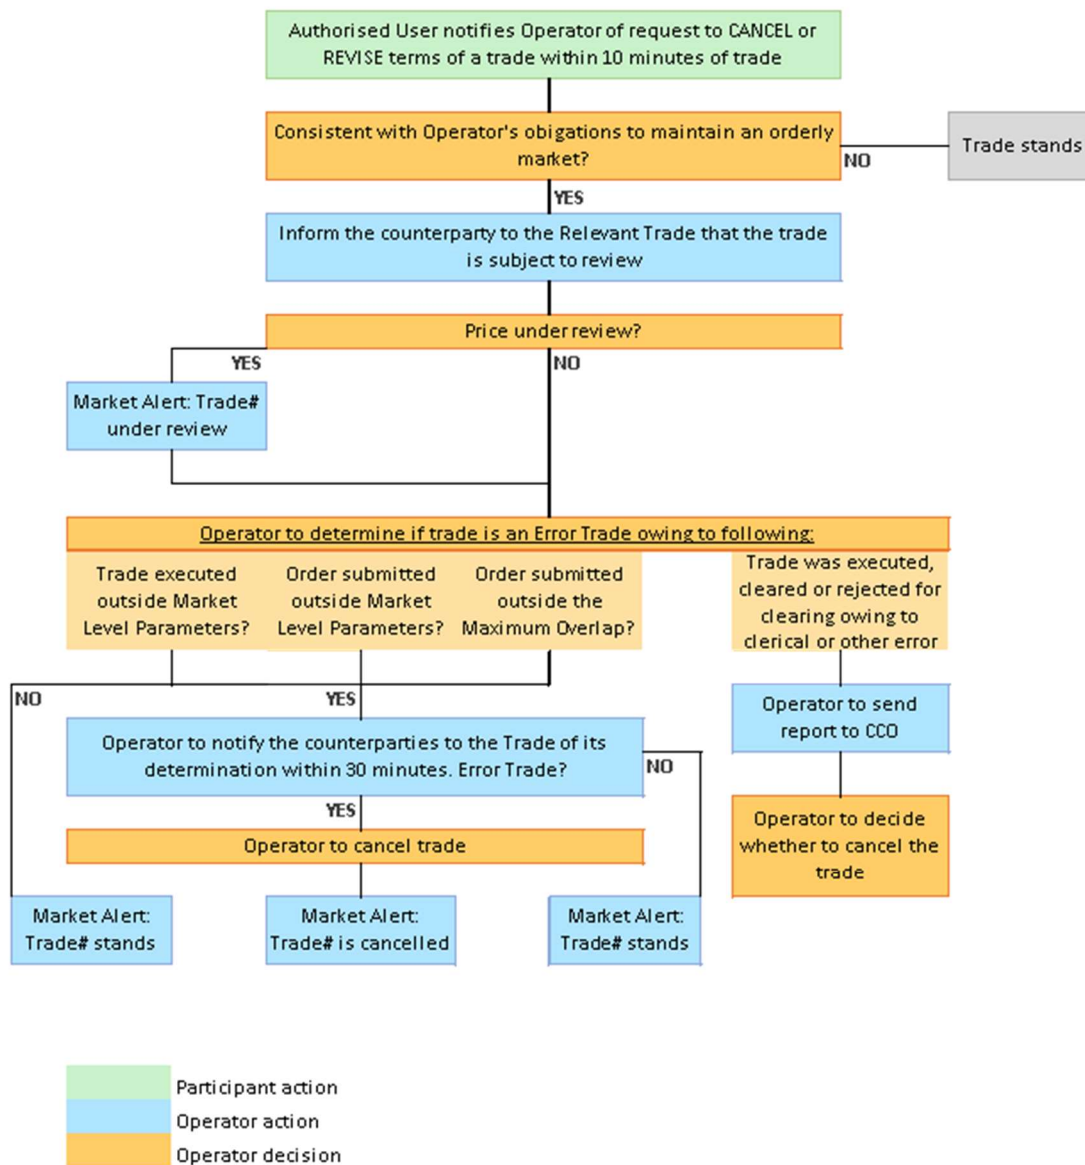 Authorised User notifies Operator of request to CANCEL or
REVISE terms of a trade within 10 minutes of trade
Consistent with Operator's obigations to maintain an orderly
market?
NO
Trade stands
YES
Inform the counterparty to the Relevant Trade that the trade
is subject to review
Price under review?
YES
NO
Market Alert: Trade#
under review
Operator to determine if trade is an Error Trade owing to following:
Trade executed
outside Market
Level Parameters?
Order submitted
outside Market
Level Parameters?
Order submitted
outside the
Maximum Overlap?
Trade was executed,
cleared or rejected for
clearing owing to
clerical or other error
NO
YES
Operator to send
report to CCO
Operator to notify the counterparties to the Trade of its
determination within 30 minutes. Error Trade?
NO
YES
Operator to cancel trade
Operator to decide
whether to cancel the
trade
Market Alert:
Trade# stands
Market Alert:
Trade# is cancelled
Market Alert:
Trade# stands
Participant action
Operator action
Operator decision